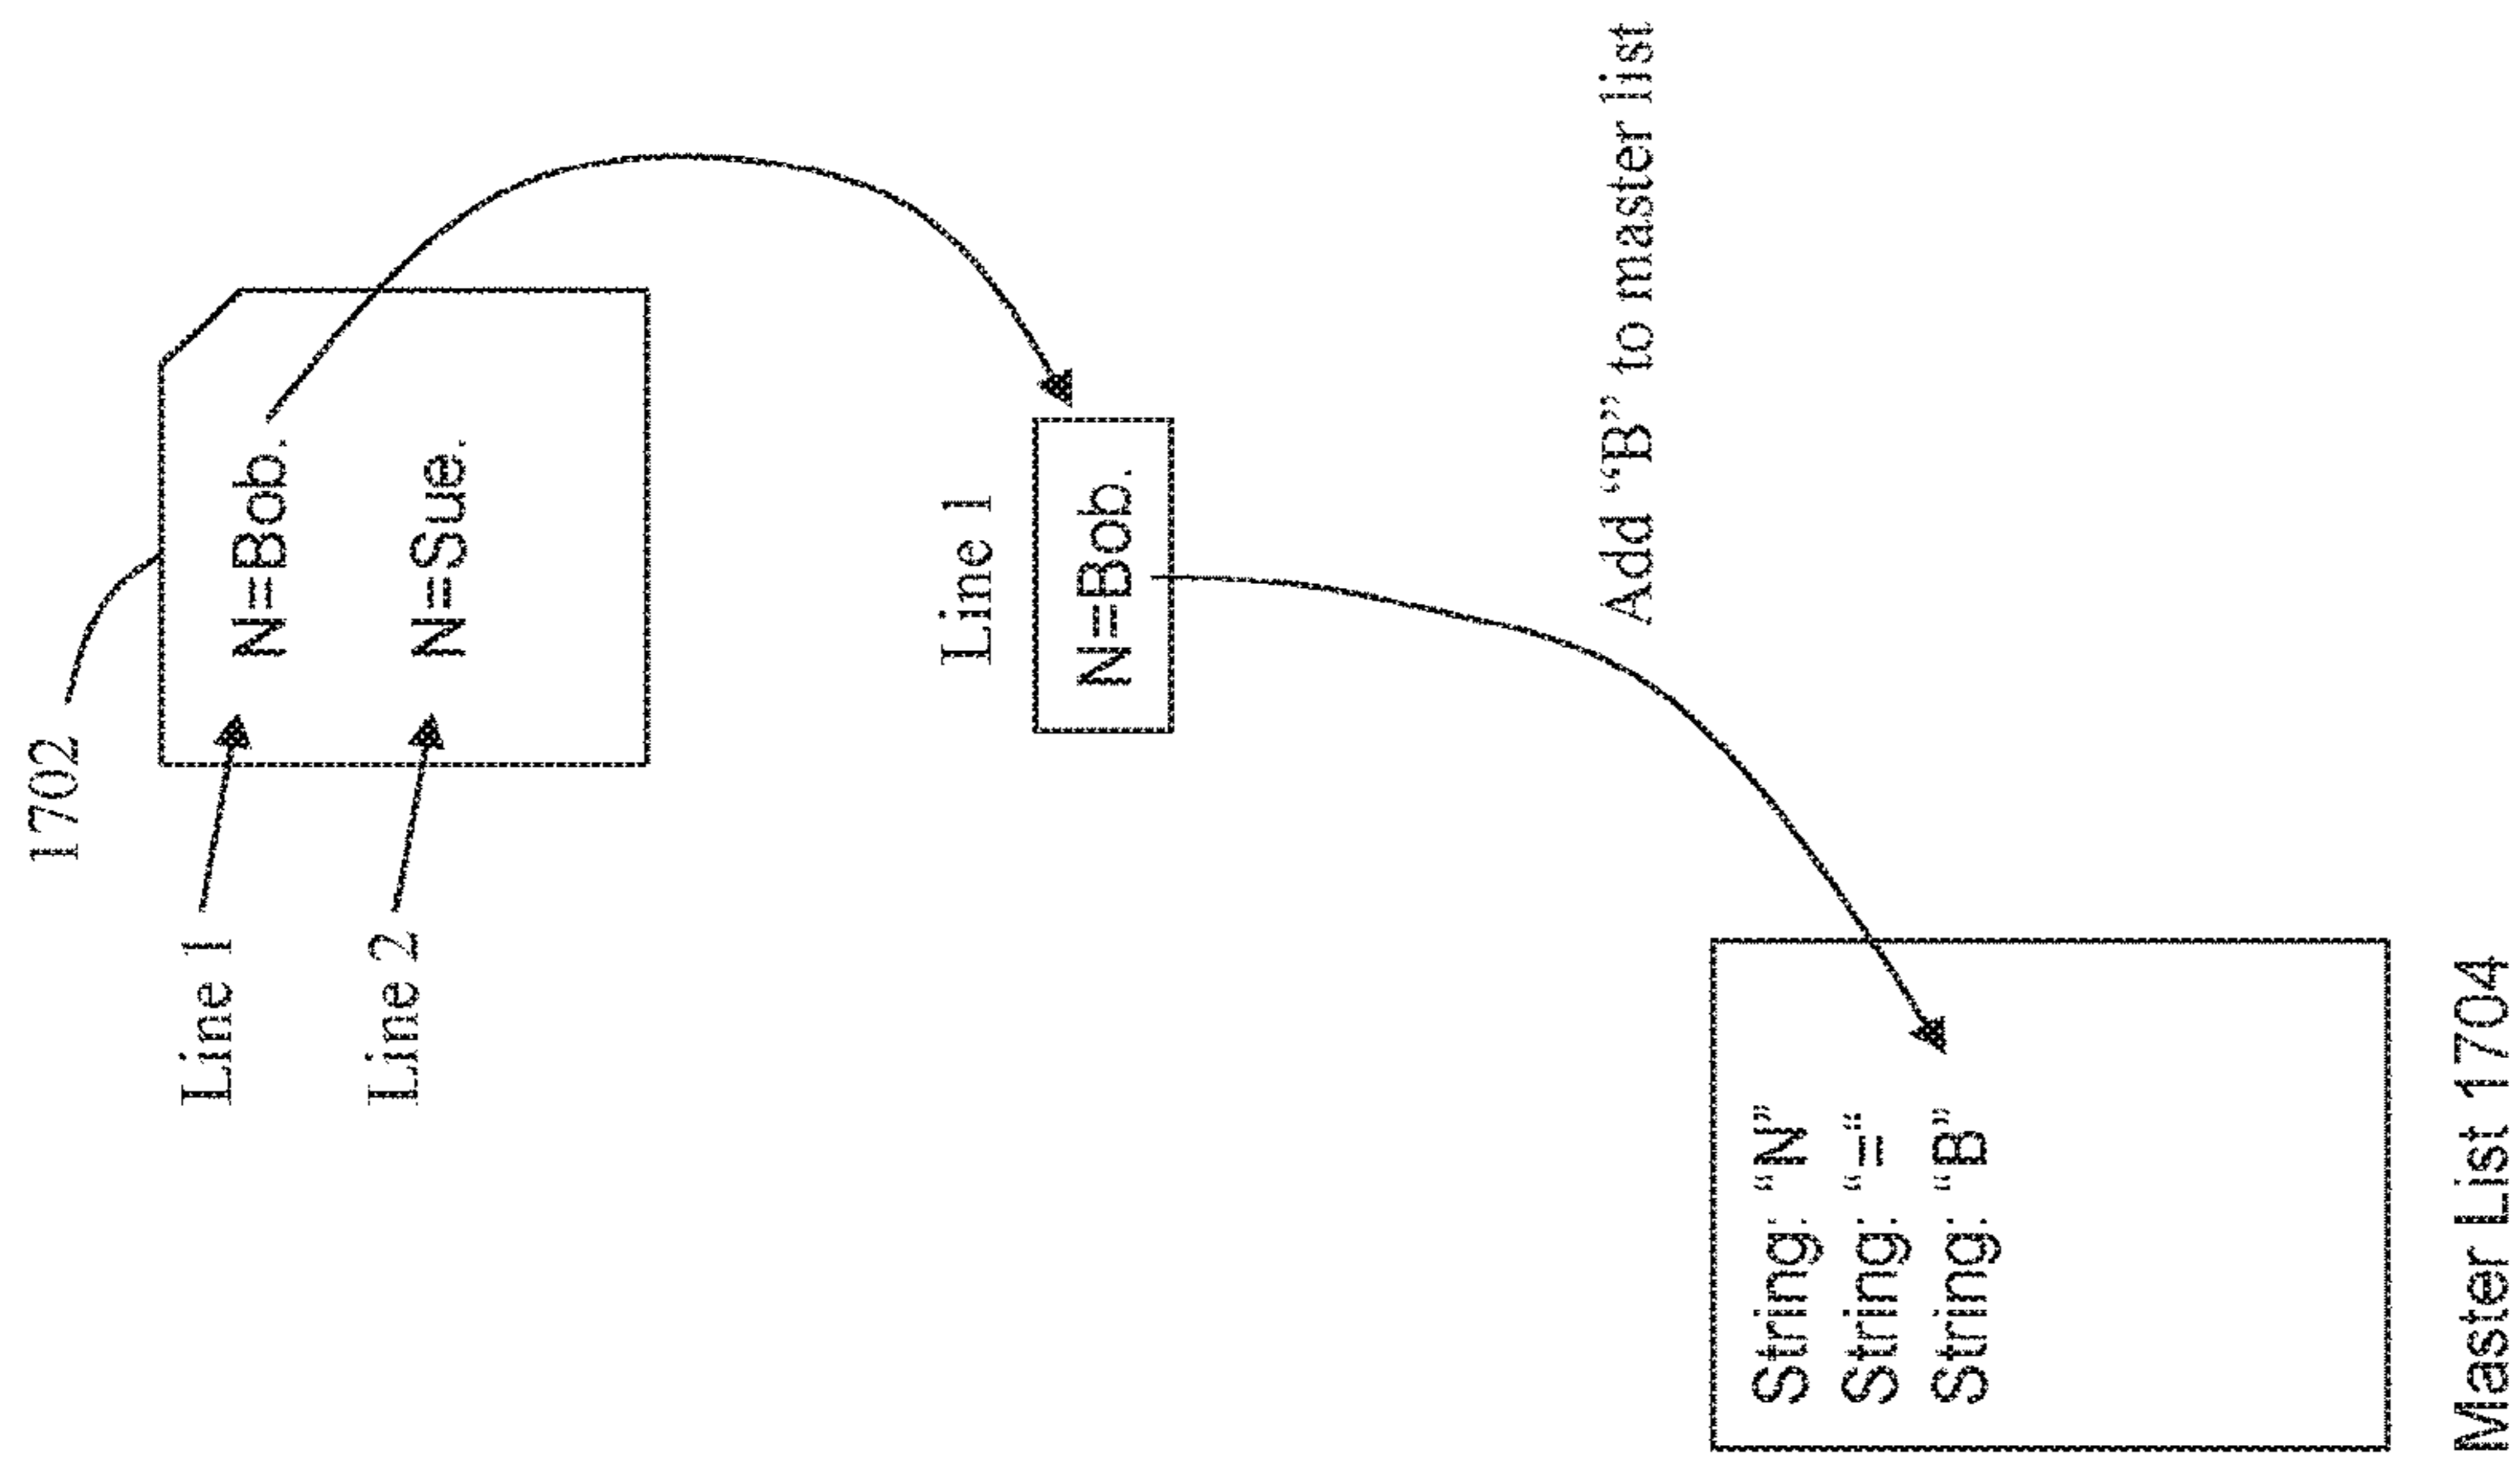 1702
Line 1
N=Bob.
Line 2
N=Sue.
Line 1
N=Bob.
Add “B” to master list
String: “N”
String: “=“
String: “B”
Master List 1704